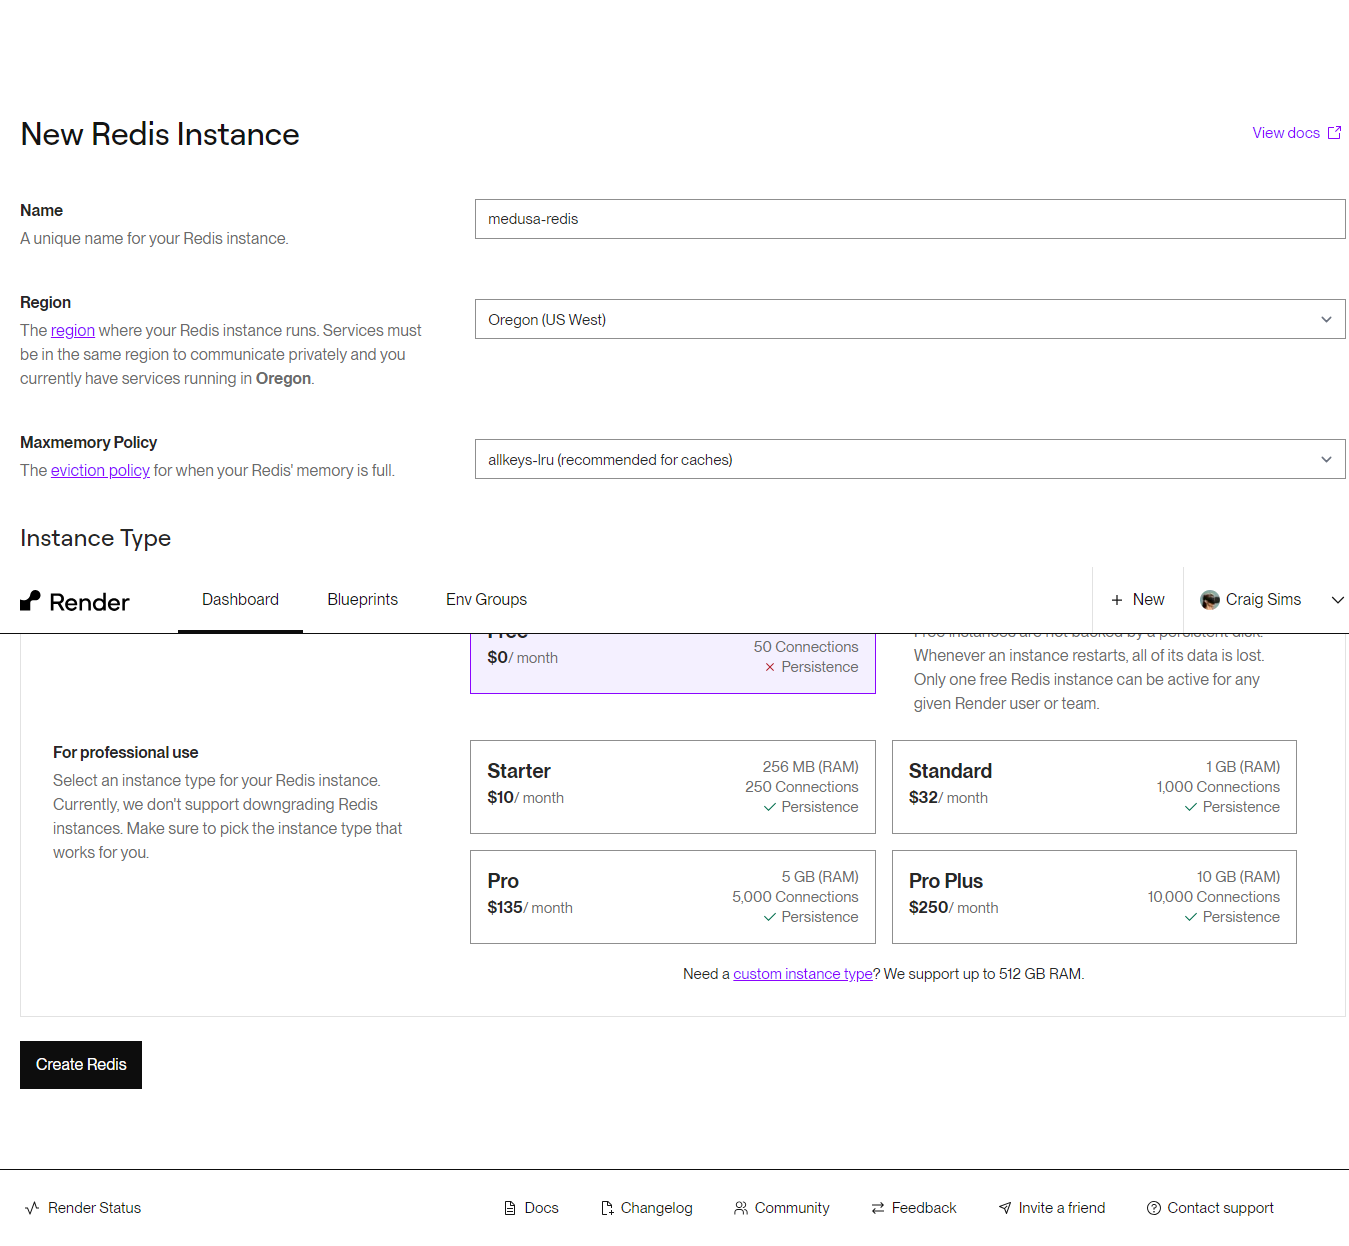 New Redis Instance
View docs
Name
A unique name for your Redis instance.
medusa-redis
Region
The region where your Redis instance runs. Services must
be in the same region to communicate privately and you
currently have services running in Oregon.
Oregon (US West)
Maxmemory Policy
The eviction policy for when your Redis' memory is full.
allkeys-lru (recommended for caches)
Instance Type
Render
Dashboard
Blueprints
Env Groups
+ New
Craig Sims
Free
$0/ month
50 Connections
Persistence
Free instances are not backed by a persistent disk.
Whenever an instance restarts, all of its data is lost.
Only one free Redis instance can be active for any
given Render user or team.
For professional use
Select an instance type for your Redis instance.
Currently, we don't support downgrading Redis
instances. Make sure to pick the instance type that
works for you.
Starter
$10/ month
256 MB (RAM)
250 Connections
Persistence
Standard
$32/ month
1 GB (RAM)
1,000 Connections
Persistence
Pro
$135/ month
5 GB (RAM)
5,000 Connections
Persistence
Pro Plus
$250/ month
10 GB (RAM)
10,000 Connections
Persistence
Need a custom instance type? We support up to 512 GB RAM.
Create Redis
Render Status
Docs
Changelog
Community
Feedback
Invite a friend
Contact support